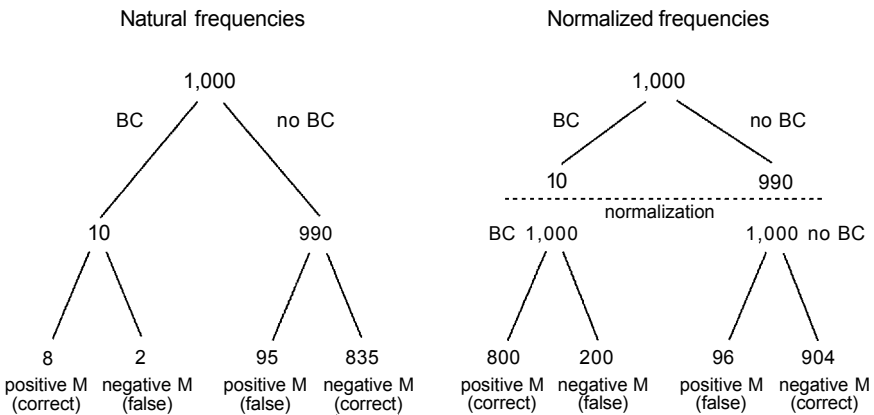 Natural frequencies
1,000
BC
no BC
10
990
8
2
95
835
positive M
(correct)
negative M
(false)
positive M
(false)
negative M
(correct)
Normalized frequencies
1,000
BC
no BC
10
990
normalization
BC 1,000
1,000 no BC
800
200
96
904
positive M
(correct)
negative M
(false)
positive M
(false)
negative M
(correct)